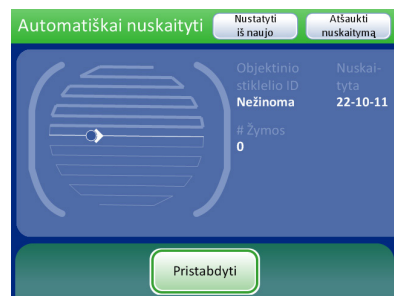 Automatiškai nuskaityti
Nustatyti
iš naujo
Atšaukti
nuskaitymą
Objektinio
stiklelio ID
Nežinoma
Nuskai-
tyta
22-10-11
# Žymos
0
Pristabdyti